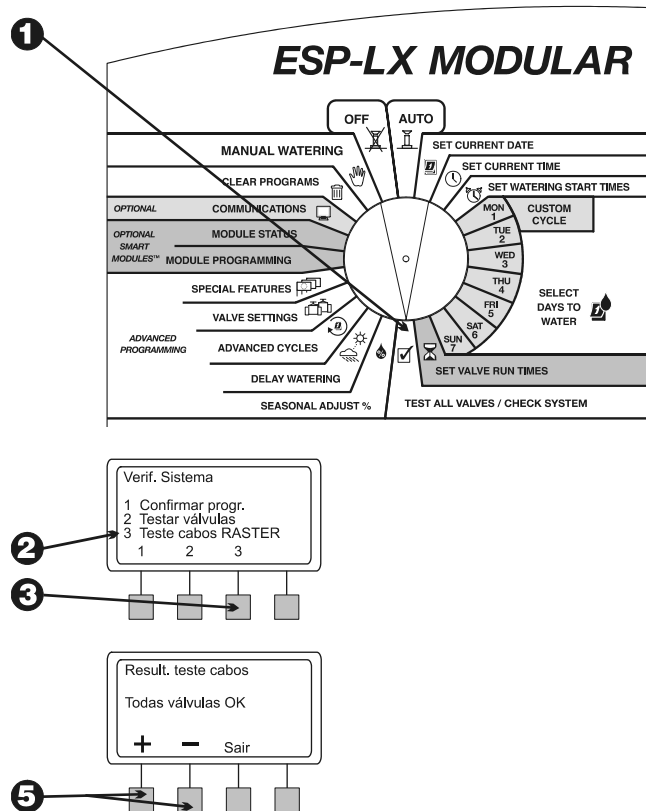 1
ESP-LX MODULAR
OFF
AUTO
MANUAL WATERING
SET CURRENT DATE
CLEAR PROGRAMS
SET CURRENT TIME
SET WATERING START TIMES
OPTIONAL
COMMUNICATIONS
MON
1
CUSTOM
CYCLE
OPTIONAL
SMART
MODULES™
MODULE STATUS
TUE
2
MODULE PROGRAMMING
WED
3
SPECIAL FEATURES
THU
4
SELECT
DAYS TO
WATER
VALVE SETTINGS
FRI
5
ADVANCED
PROGRAMMING
ADVANCED CYCLES
SAT
6
SUN
7
DELAY WATERING
SET VALVE RUN TIMES
SEASONAL ADJUST %
TEST ALL VALVES / CHECK SYSTEM
Verif. Sistema
1 Confirmar progr.
2 Testar válvulas
3 Teste cabos RASTER
2
1 2 3
3
Result. teste cabos
Todas válvulas OK
+ − Sair
5